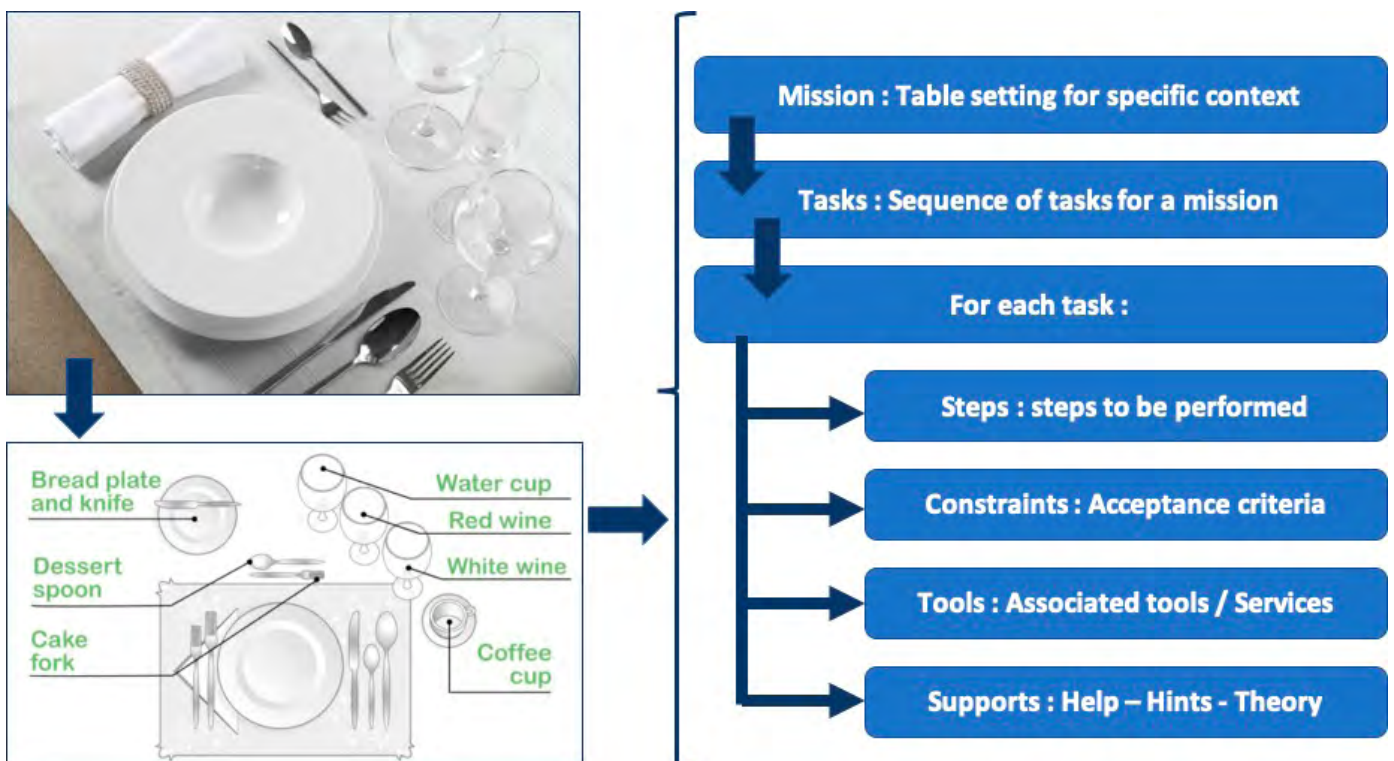 Bread plate
and knife
Dessert
spoon
Cake
fork
Water cup
Red wine
White wine
Coffee
cup
Mission : Table setting for specific context
Tasks : Sequence of tasks for a mission
For each task :
Steps : steps to be performed
Constraints : Acceptance criteria
Tools : Associated tools / Services
Supports : Help – Hints - Theory